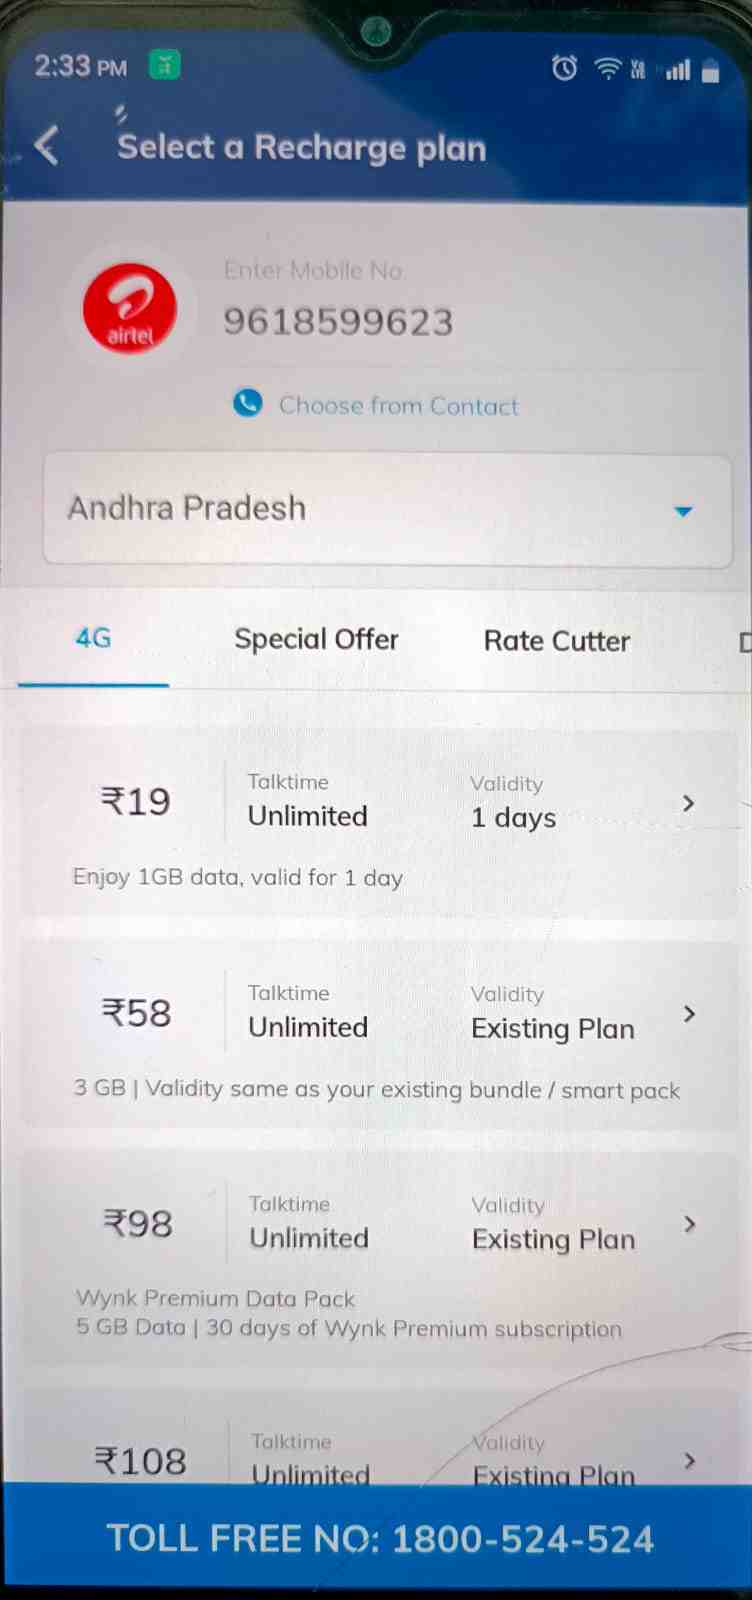 2:33 PM
Select a Recharge plan
Enter Mobile No
airtel
9618599623
Choose from Contact
Andhra Pradesh
4G Special Offer Rate Cutter D
₹19 Talktime Validity
Unlimited 1 days
Enjoy 1GB data, valid for 1 day
₹58 Talktime Validity
Unlimited Existing Plan
3 GB | Validity same as your existing bundle / smart pack
₹98 Talktime Validity
Unlimited Existing Plan
Wynk Premium Data Pack
5 GB Data | 30 days of Wynk Premium subscription
₹108 Talktime Validity
Unlimited Existing Plan
TOLL FREE NO: 1800-524-524